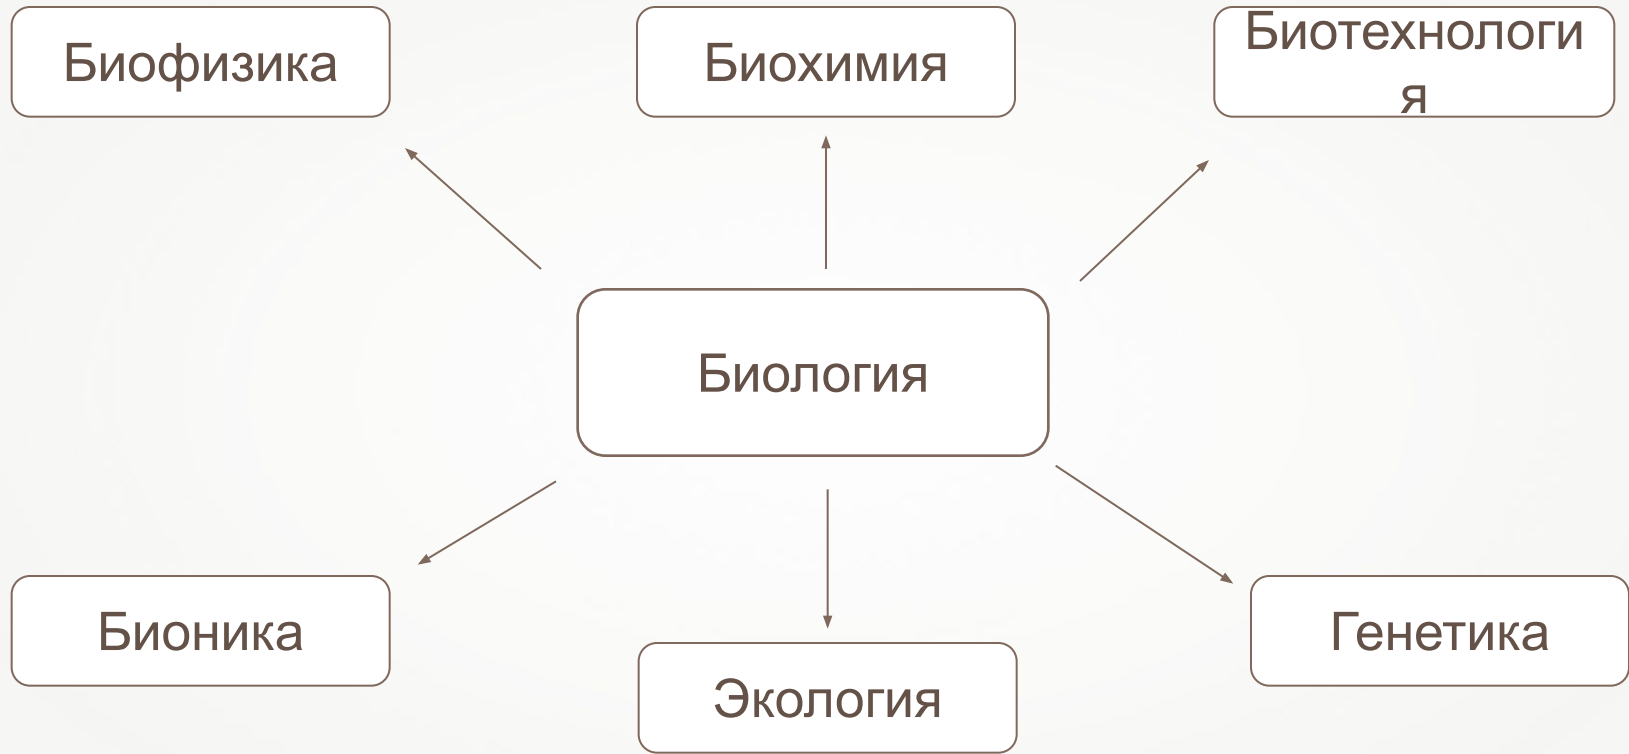 Биофизика
Биохимия
Биотехнологи
я
Биология
Бионика
Экология
Генетика